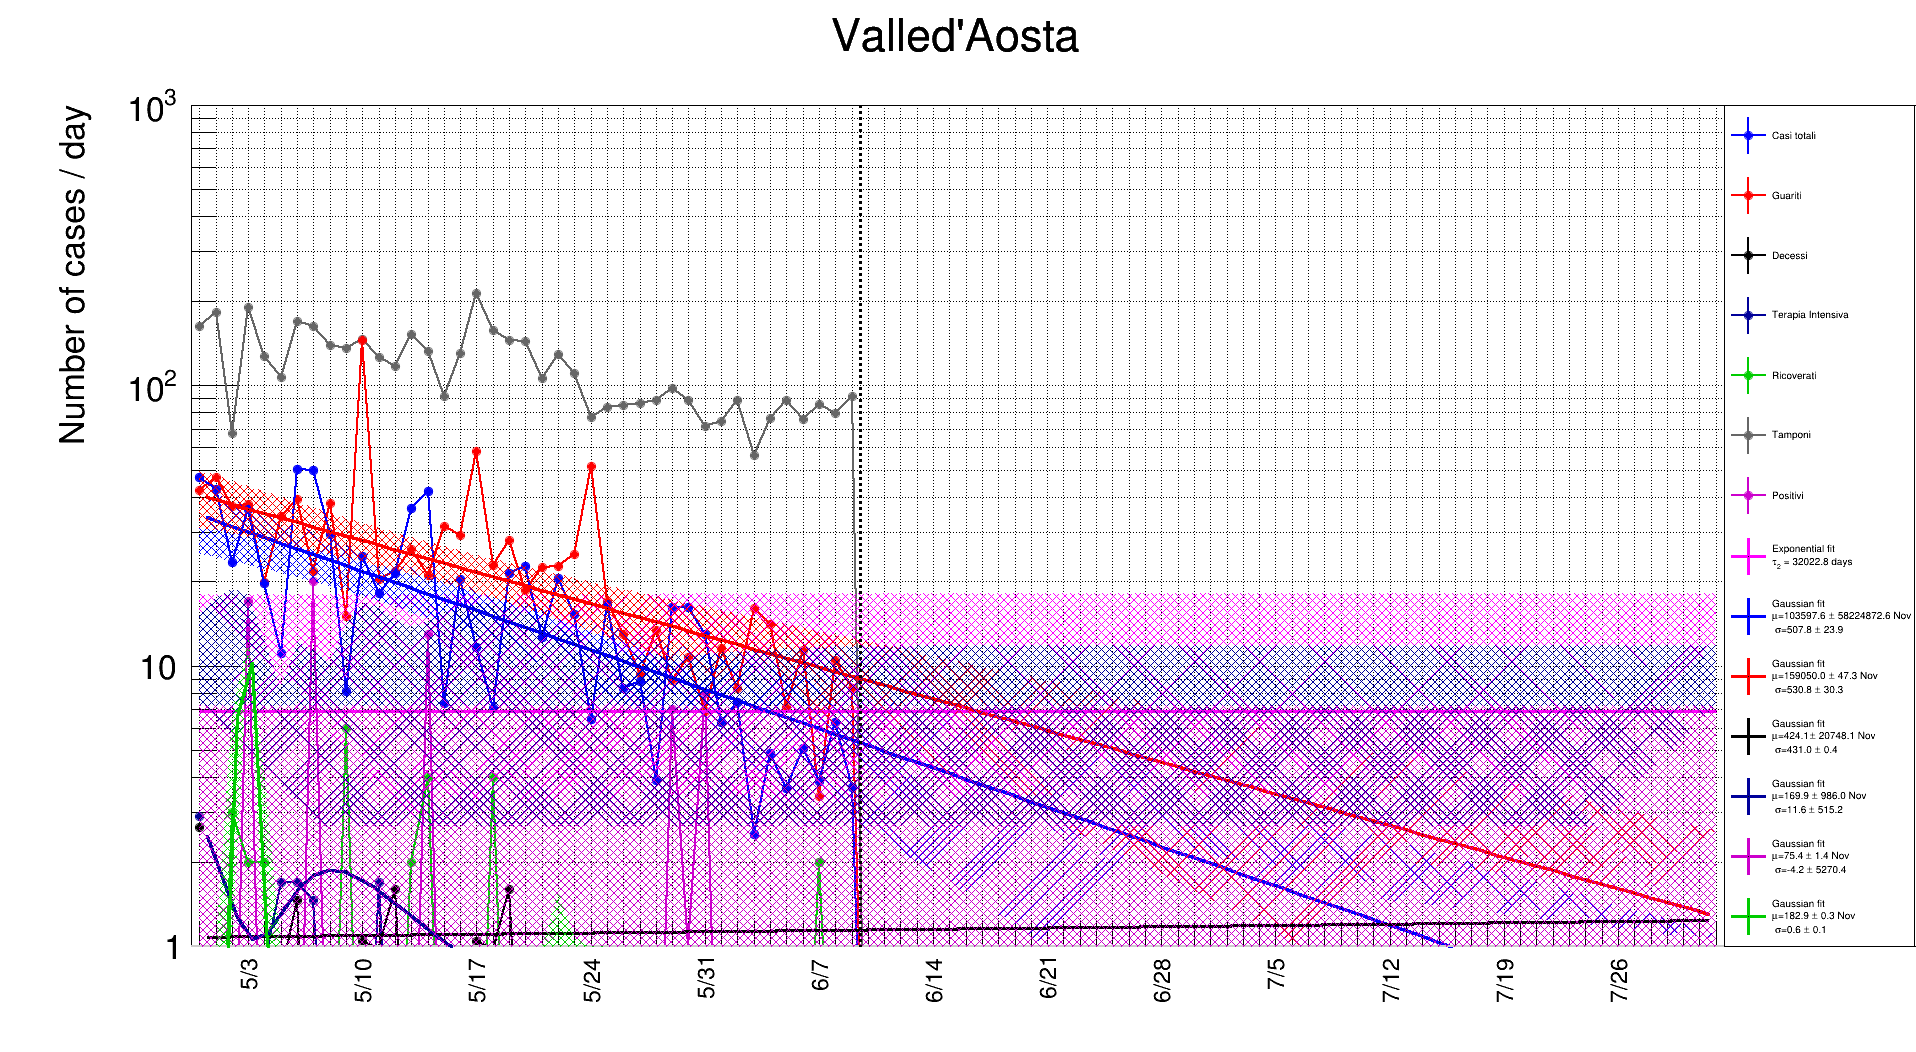 Valled'Aosta
Number of cases / day
10³
10²
10
1
5/3
5/10
5/17
5/24
5/31
6/7
6/14
6/21
6/28
7/5
7/12
7/19
7/26
Casi totali
Guariti
Decessi
Terapia Intensiva
Ricoverati
Tamponi
Positivi
Exponential fit
τ₂ = 32022.8 days
Gaussian fit
μ=103597.6 ± 58224872.6 Nov
σ=507.8 ± 23.9
Gaussian fit
μ=159050.0 ± 47.3 Nov
σ=530.8 ± 30.3
Gaussian fit
μ=424.1± 20748.1 Nov
σ=431.0 ± 0.4
Gaussian fit
μ=169.9 ± 986.0 Nov
σ=11.6 ± 515.2
Gaussian fit
μ=75.4 ± 1.4 Nov
σ=-4.2 ± 5270.4
Gaussian fit
μ=182.9 ± 0.3 Nov
σ=0.6 ± 0.1